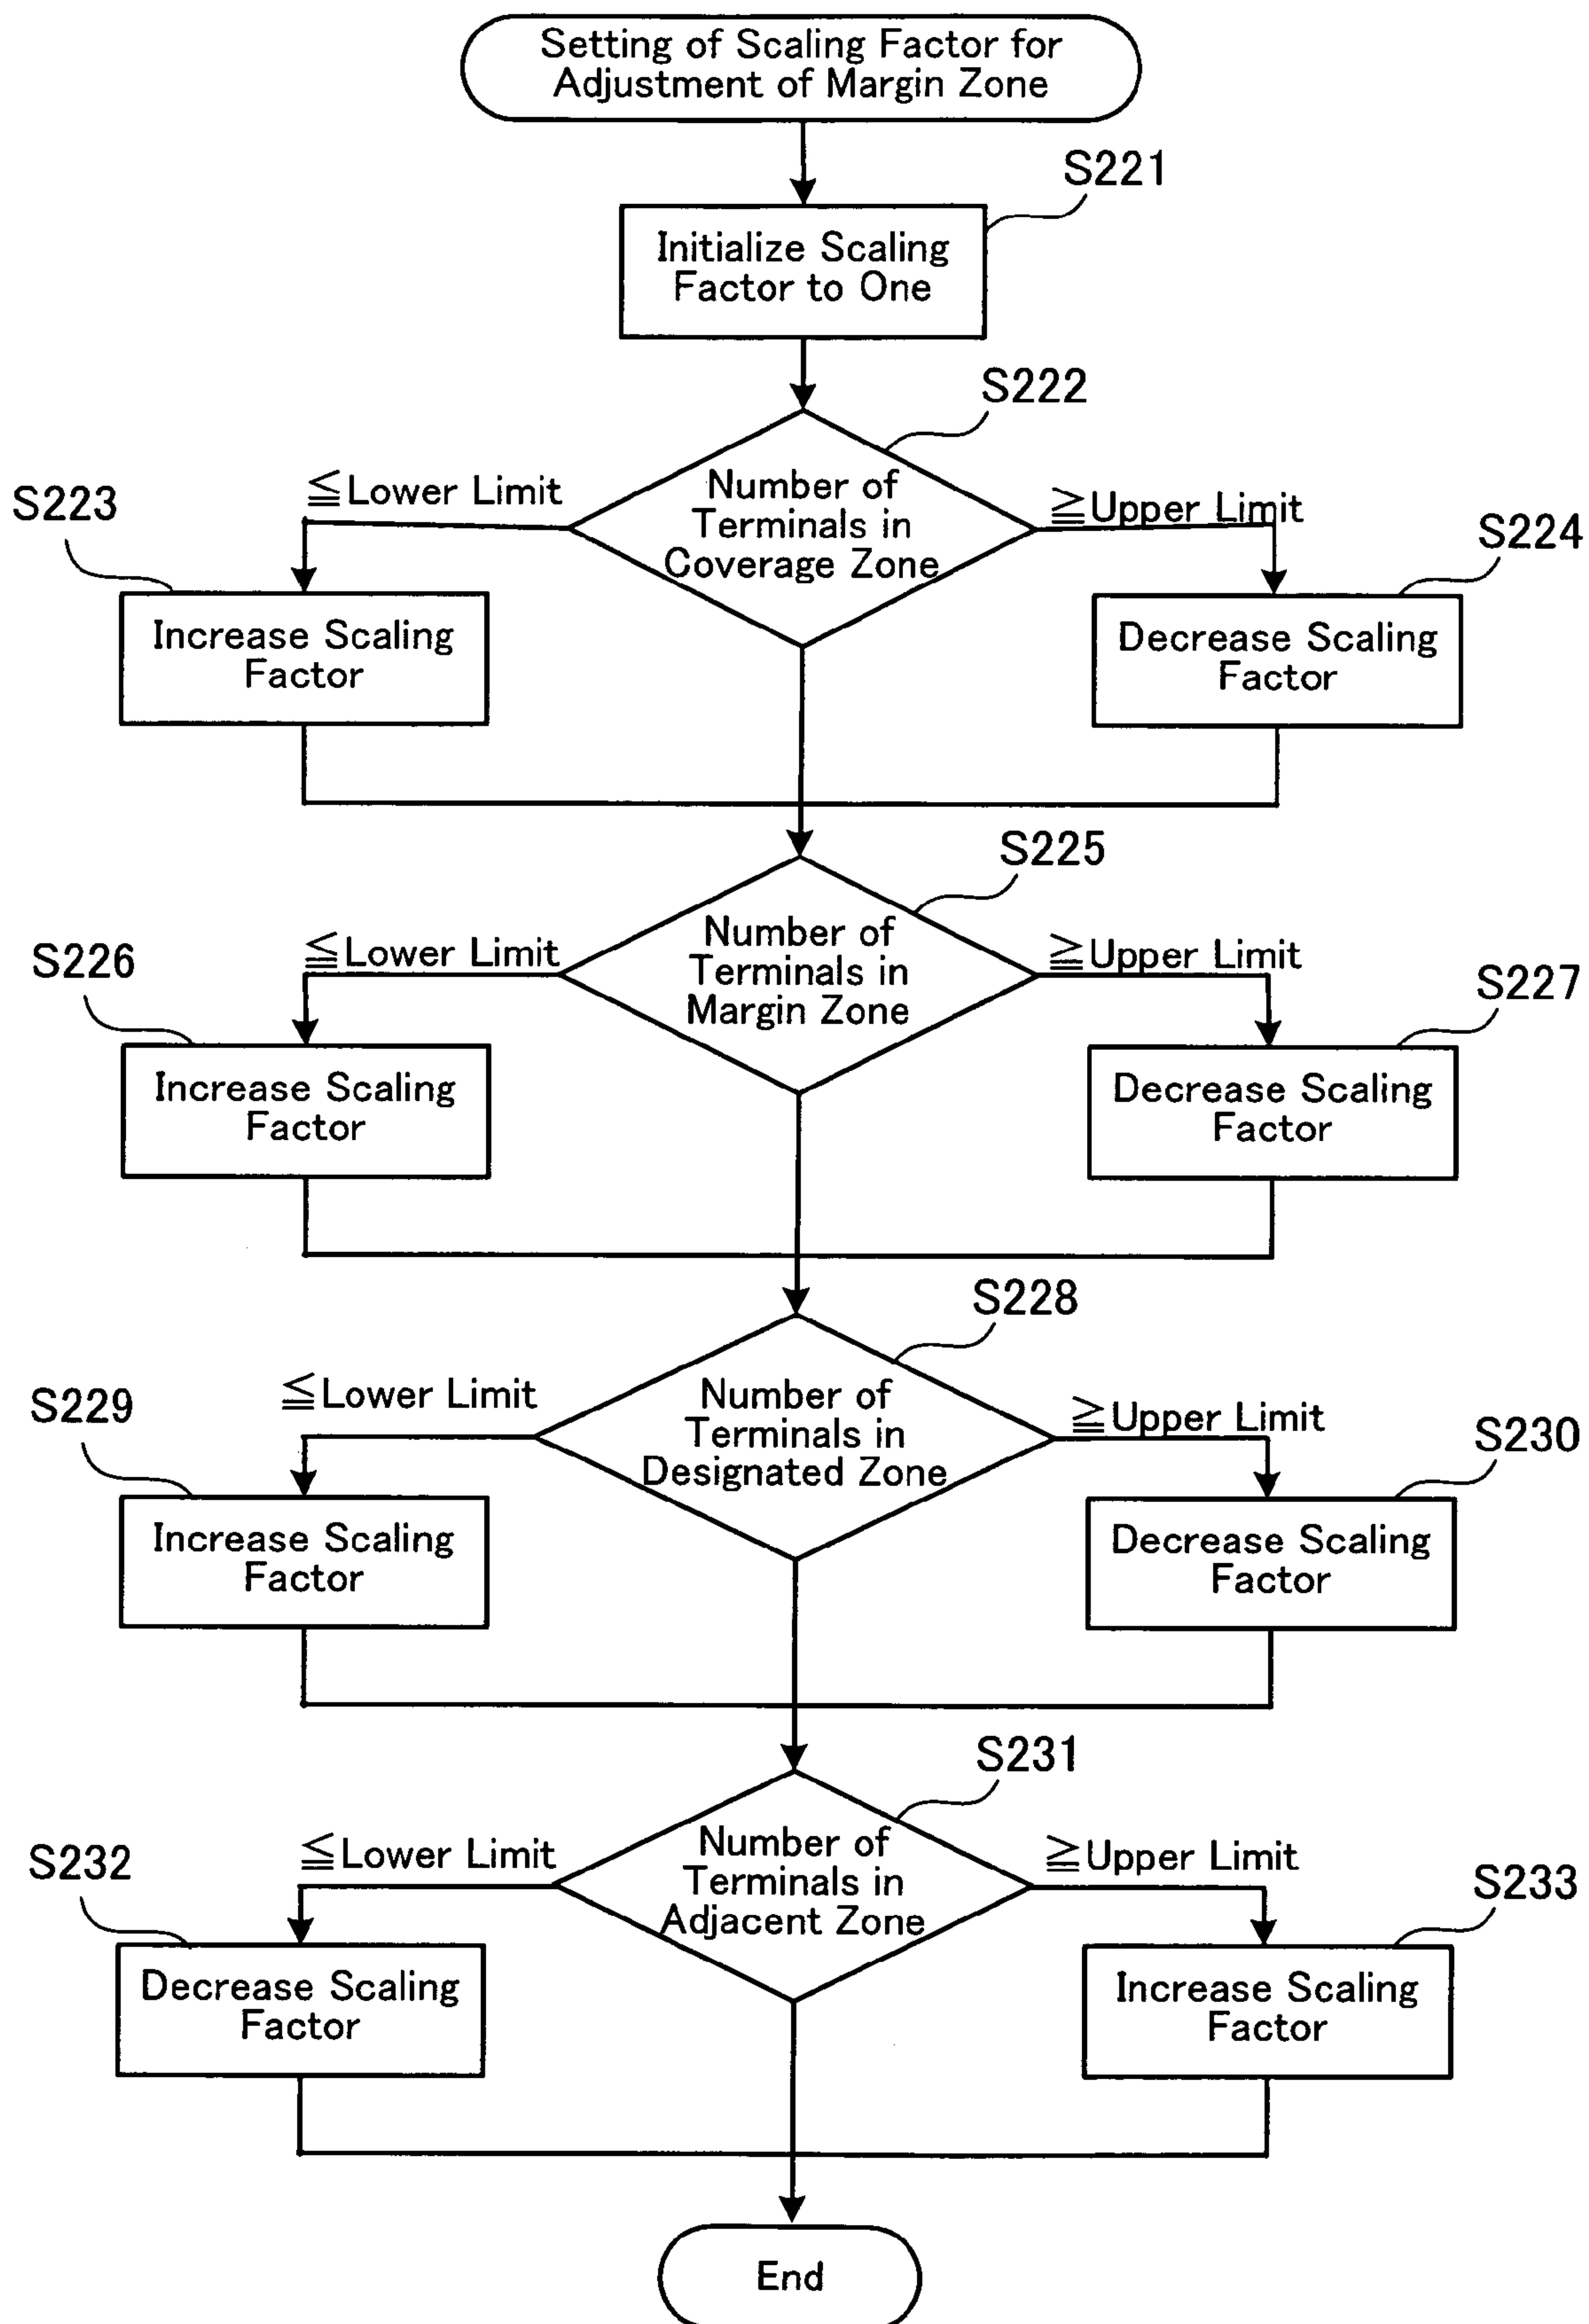 Setting of Scaling Factor for
Adjustment of Margin Zone
S221
Initialize Scaling
Factor to One
S222
Number of
Terminals in
Coverage Zone
≦Lower Limit
≧Upper Limit
S223
Increase Scaling
Factor
S224
Decrease Scaling
Factor
S225
Number of
Terminals in
Margin Zone
≦Lower Limit
≧Upper Limit
S226
Increase Scaling
Factor
S227
Decrease Scaling
Factor
S228
Number of
Terminals in
Designated Zone
≦Lower Limit
≧Upper Limit
S229
Increase Scaling
Factor
S230
Decrease Scaling
Factor
S231
Number of
Terminals in
Adjacent Zone
≦Lower Limit
≧Upper Limit
S232
Decrease Scaling
Factor
S233
Increase Scaling
Factor
End